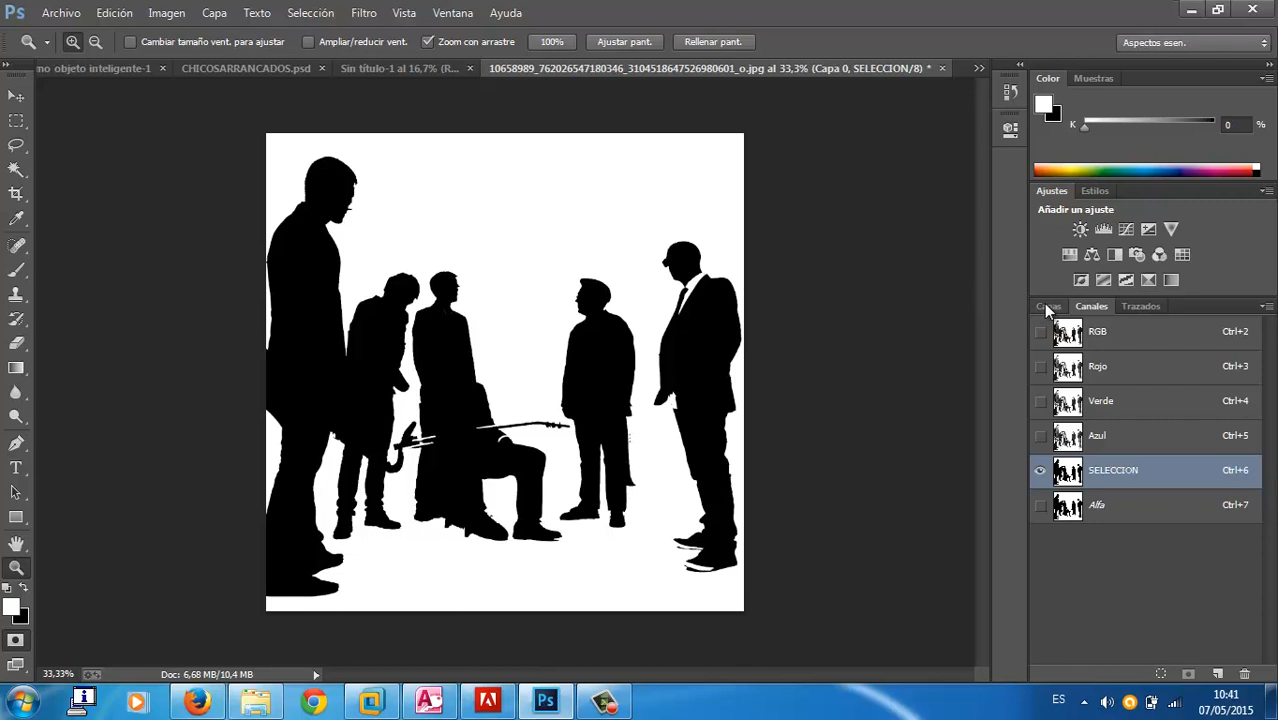 Ps Archivo Edición Imagen Capa Texto Selección Filtro Vista Ventana Ayuda
Cambiar tamaño vent. para ajustar Ampliar/reducir vent. Zoom con arrastre 100% Ajustar pant. Rellenar pant. Aspectos esen.
mo objeto inteligente-1 × CHICOSARRANCADOS.psd × Sin título-1 al 16,7% (R... × 10658989_762026547180346_3104518647526980601_o.jpg al 33,3% (Capa 0, SELECCION/8) * ×
Color Muestras
K 0 %
Ajustes Estilos
Añadir un ajuste
Capas Canales Trazados
RGB Ctrl+2
Rojo Ctrl+3
Verde Ctrl+4
Azul Ctrl+5
SELECCION Ctrl+6
Alfa Ctrl+7
33,33% Doc: 6,68 MB/10,4 MB
Ps ES 10:41
07/05/2015